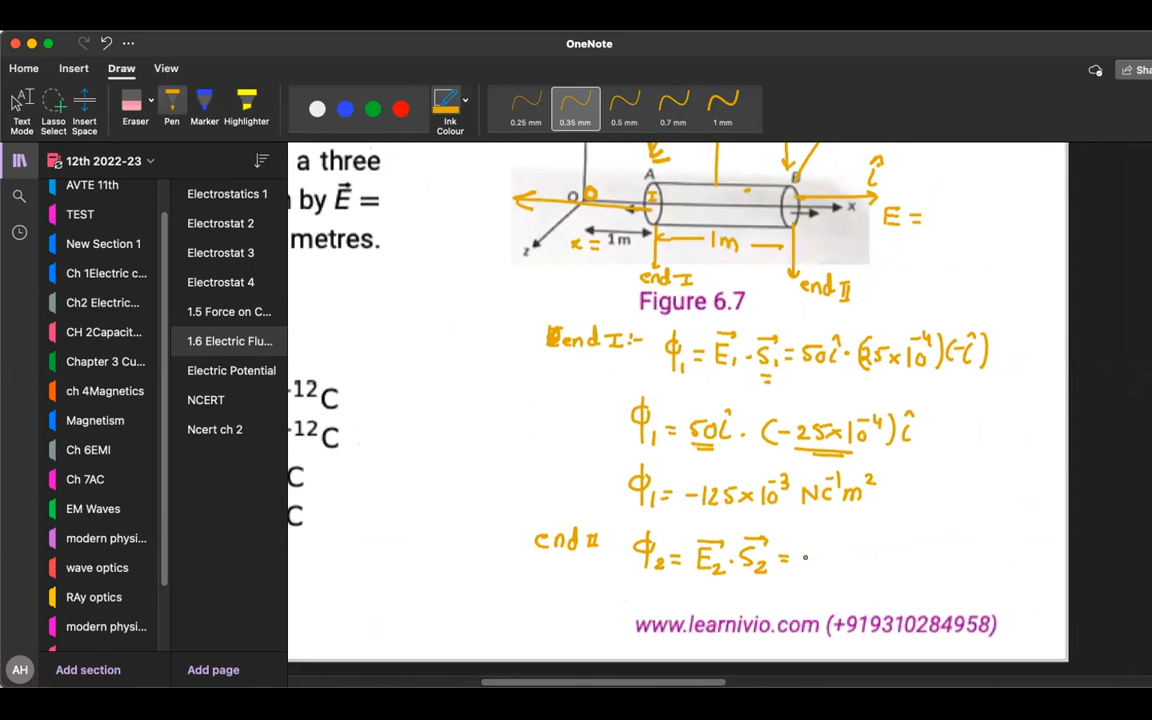 OneNote
Home Insert Draw View
Sha
Text Mode
Lasso Select
Insert Space
Eraser
Pen
Marker
Highlighter
Ink Colour
0.25 mm
0.35 mm
0.5 mm
0.7 mm
1 mm
12th 2022-23
AVTE 11th
TEST
New Section 1
Ch 1Electric c...
Ch2 Electric...
CH 2Capacit...
Chapter 3 Cu...
ch 4Magnetics
Magnetism
Ch 6EMI
Ch 7AC
EM Waves
modern physi...
wave optics
RAy optics
modern physi...
Add section
AH
Electrostatics 1
Electrostat 2
Electrostat 3
Electrostat 4
1.5 Force on C...
1.6 Electric Flu...
Electric Potential
NCERT
Ncert ch 2
Add page
a three
by E⃗ =
metres.
-12C
-12C
C
C
A B î
O I x E =
z x = 1m 1m
end I end II
Figure 6.7
end I:- ϕ₁ = E⃗₁ · S⃗₁ = 50î · (25×10⁻⁴)(-î)
ϕ₁ = 50î · (-25×10⁻⁴)î
ϕ₁ = -125×10⁻³ NC⁻¹m²
end II ϕ₂ = E⃗₂ · S⃗₂ =
www.learnivio.com (+919310284958)